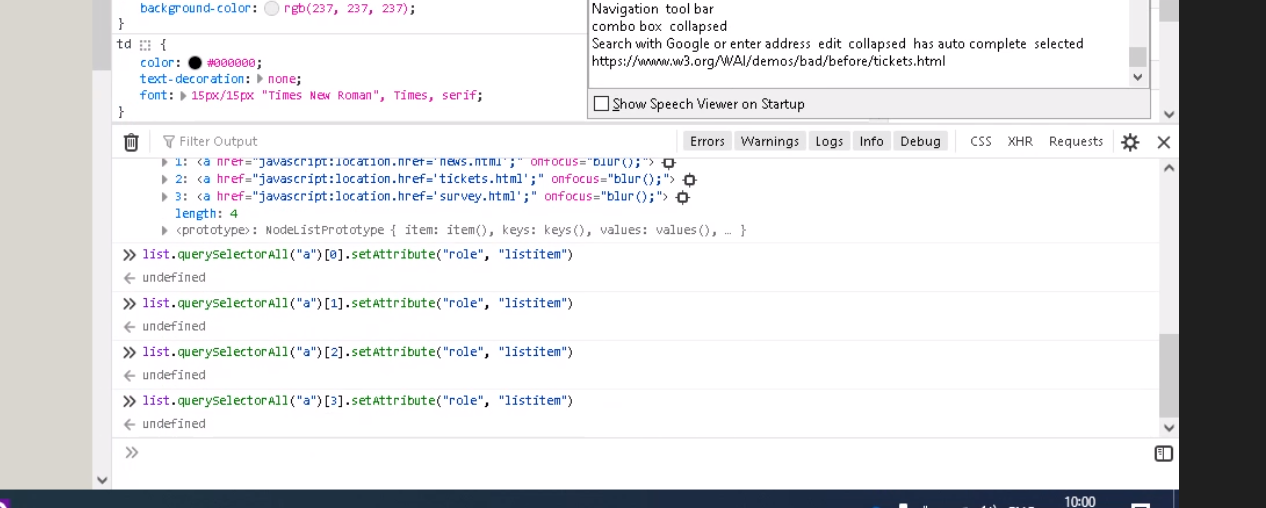 background-color: rgb(237, 237, 237);
}
td {
color: #000000;
text-decoration: none;
font: 15px/15px "Times New Roman", Times, serif;
}
Navigation tool bar
combo box collapsed
Search with Google or enter address edit collapsed has auto complete selected
https://www.w3.org/WAI/demos/bad/before/tickets.html
Show Speech Viewer on Startup
Filter Output
Errors Warnings Logs Info Debug CSS XHR Requests
1: <a href="javascript:location.href='news.html';" onfocus="blur();">
2: <a href="javascript:location.href='tickets.html';" onfocus="blur();">
3: <a href="javascript:location.href='survey.html';" onfocus="blur();">
length: 4
<prototype>: NodeListPrototype { item: item(), keys: keys(), values: values(), … }
list.querySelectorAll("a")[0].setAttribute("role", "listitem")
undefined
list.querySelectorAll("a")[1].setAttribute("role", "listitem")
undefined
list.querySelectorAll("a")[2].setAttribute("role", "listitem")
undefined
list.querySelectorAll("a")[3].setAttribute("role", "listitem")
undefined
10:00